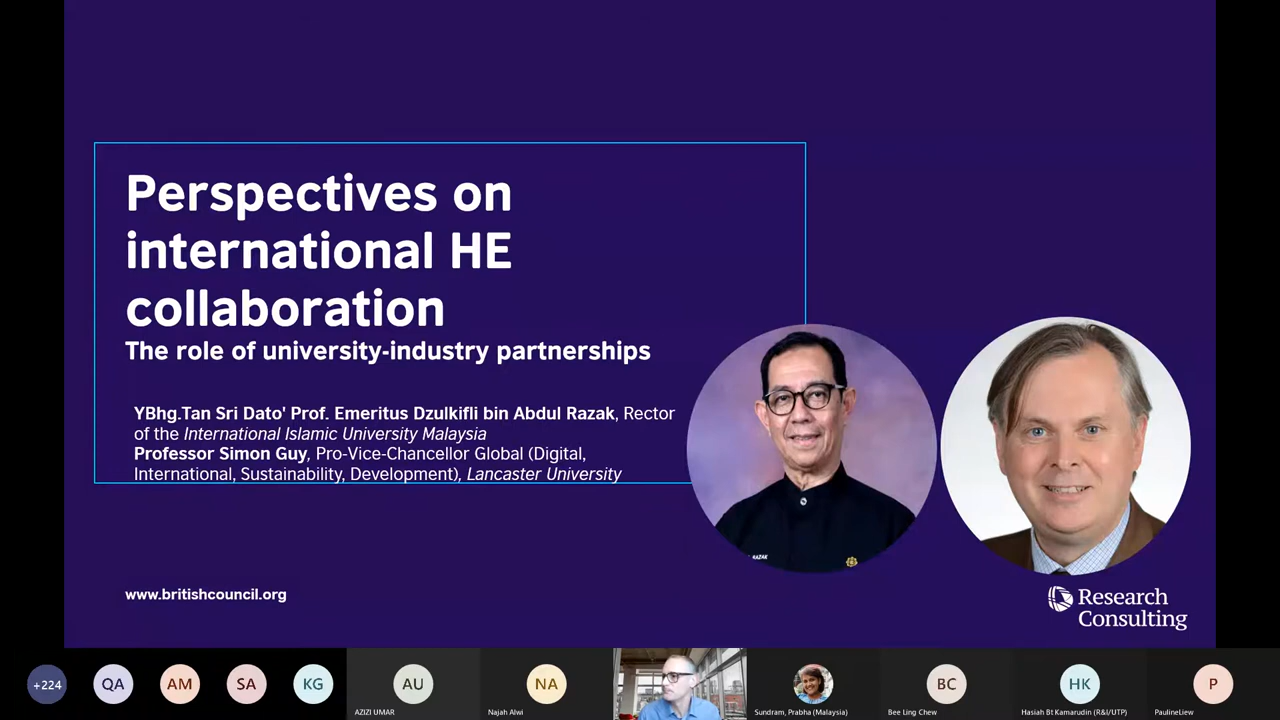 Perspectives on
international HE
collaboration
The role of university-industry partnerships
YBhg.Tan Sri Dato' Prof. Emeritus Dzulkifli bin Abdul Razak, Rector
of the International Islamic University Malaysia
Professor Simon Guy, Pro-Vice-Chancellor Global (Digital,
International, Sustainability, Development), Lancaster University
RAZAK
www.britishcouncil.org
Research
Consulting
+224
QA
AM
SA
KG
AU
NA
BC
HK
P
AZIZI UMAR
Najah Alwi
Sundram, Prabha (Malaysia)
Bee Ling Chew
Hasiah Bt Kamarudin (R&I/UTP)
PaulineLiew